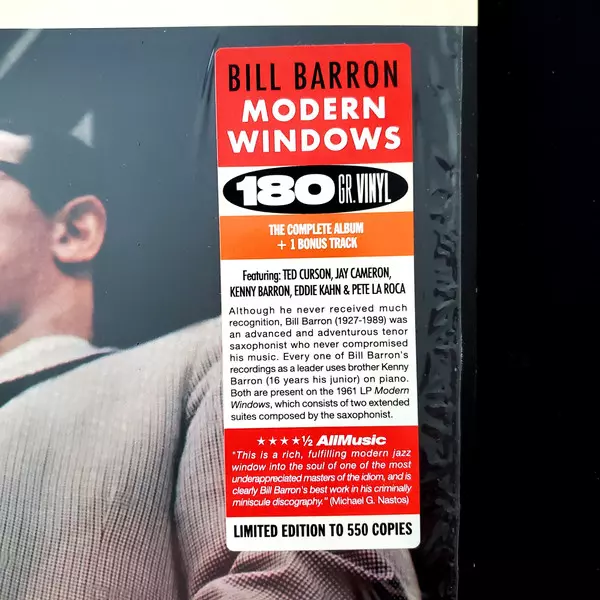 BILL BARRON
MODERN
WINDOWS
180 GR. VINYL
THE COMPLETE ALBUM
+ 1 BONUS TRACK
Featuring: TED CURSON, JAY CAMERON,
KENNY BARRON, EDDIE KAHN & PETE LA ROCA
Although he never received much
recognition, Bill Barron (1927-1989) was
an advanced and adventurous tenor
saxophonist who never compromised
his music. Every one of Bill Barron's
recordings as a leader uses brother Kenny
Barron (16 years his junior) on piano.
Both are present on the 1961 LP Modern
Windows, which consists of two extended
suites composed by the saxophonist.
★★★★½ AllMusic
"This is a rich, fulfilling modern jazz
window into the soul of one of the most
underappreciated masters of the idiom, and is
clearly Bill Barron's best work in his criminally
miniscule discography." (Michael G. Nastos)
LIMITED EDITION TO 550 COPIES